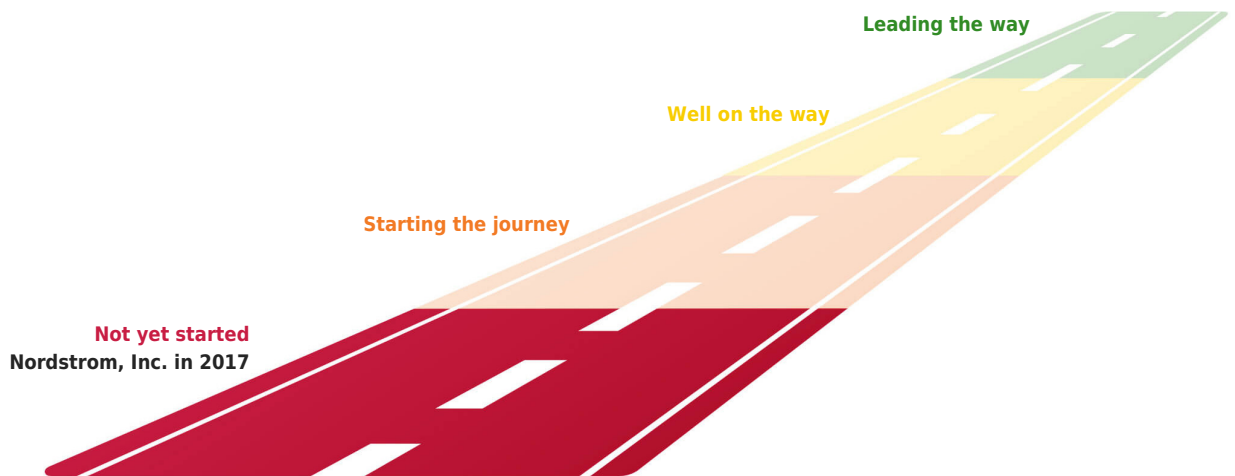 Leading the way
Well on the way
Starting the journey
Not yet started
Nordstrom, Inc. in 2017